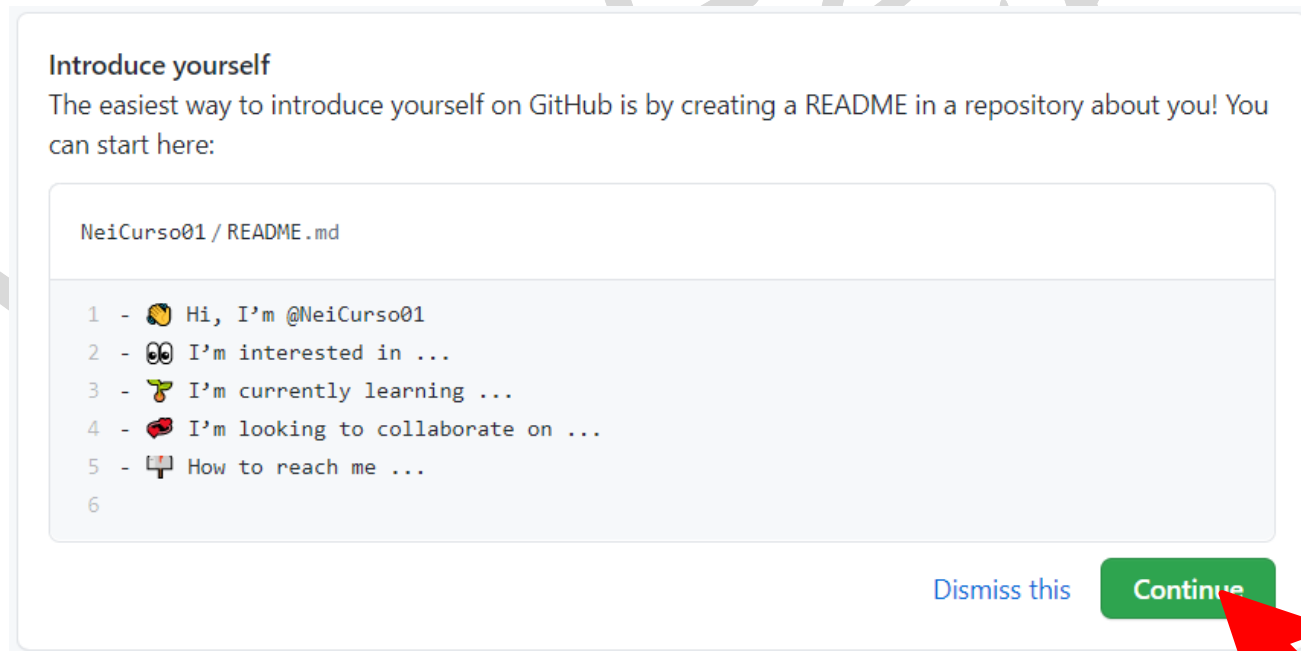 Introduce yourself
The easiest way to introduce yourself on GitHub is by creating a README in a repository about you! You
can start here:
NeiCurso01/README.md
1 - 👋 Hi, I’m @NeiCurso01
2 - 👀 I’m interested in ...
3 - 🌱 I’m currently learning ...
4 - 💞️ I’m looking to collaborate on ...
5 - 📫 How to reach me ...
6
Dismiss this Continue